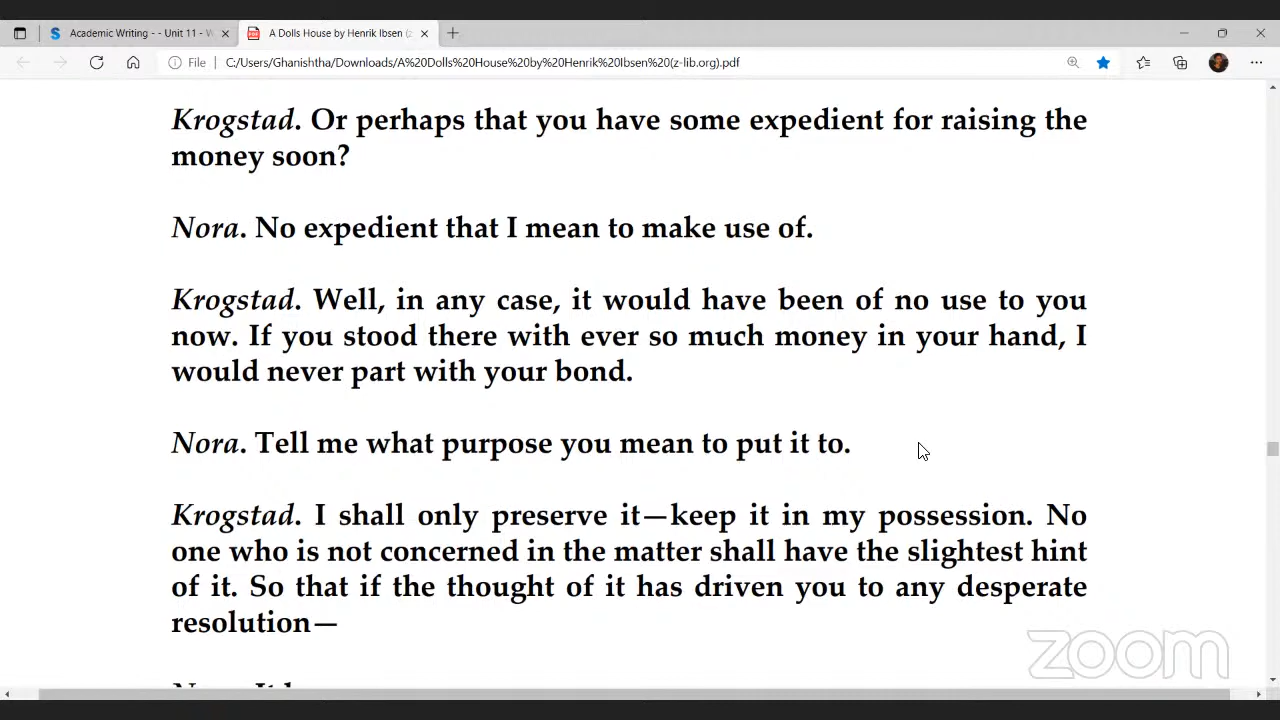 Academic Writing - - Unit 11 - W
A Dolls House by Henrik Ibsen (z
File
C:/Users/Ghanishtha/Downloads/A%20Dolls%20House%20by%20Henrik%20Ibsen%20(z-lib.org).pdf
Krogstad. Or perhaps that you have some expedient for raising the
money soon?
Nora. No expedient that I mean to make use of.
Krogstad. Well, in any case, it would have been of no use to you
now. If you stood there with ever so much money in your hand, I
would never part with your bond.
Nora. Tell me what purpose you mean to put it to.
Krogstad. I shall only preserve it—keep it in my possession. No
one who is not concerned in the matter shall have the slightest hint
of it. So that if the thought of it has driven you to any desperate
resolution—
zoom